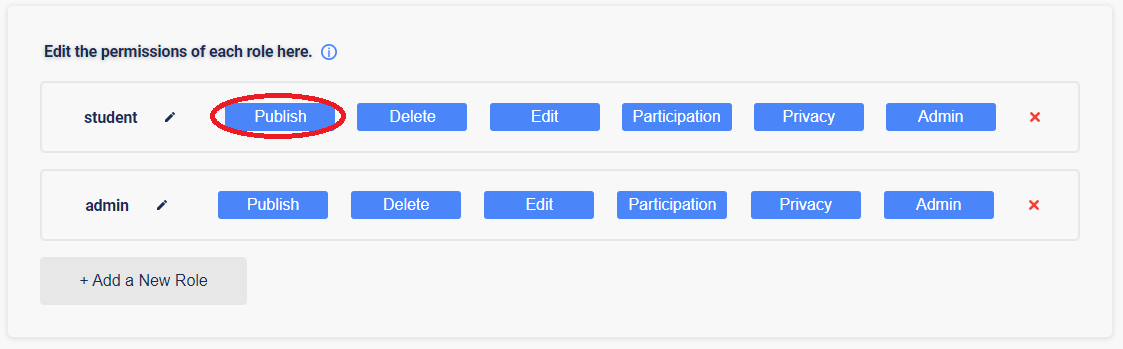 Edit the permissions of each role here.
student Publish Delete Edit Participation Privacy Admin
admin Publish Delete Edit Participation Privacy Admin
+ Add a New Role